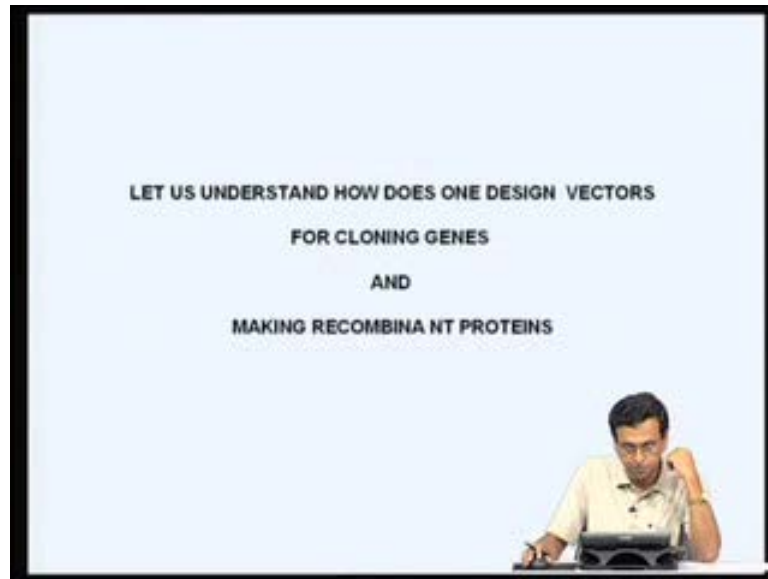 LET US UNDERSTAND HOW DOES ONE DESIGN VECTORS
FOR CLONING GENES
AND
MAKING RECOMBINA NT PROTEINS